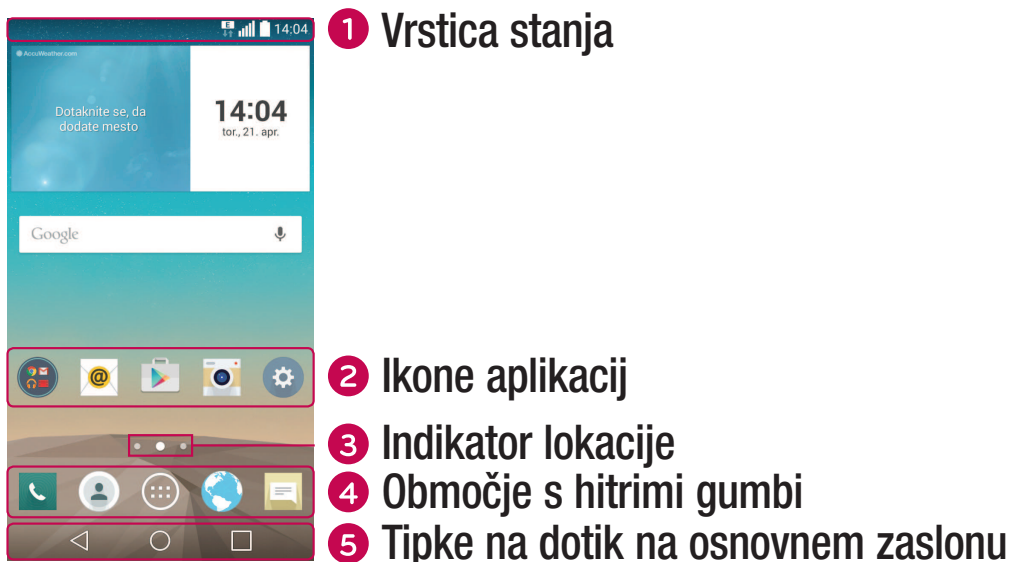 14:04
1 Vrstica stanja
AccuWeather.com
Dotaknite se, da
dodate mesto
14:04
tor., 21. apr.
Google
@
2 Ikone aplikacij
3 Indikator lokacije
4 Območje s hitrimi gumbi
5 Tipke na dotik na osnovnem zaslonu